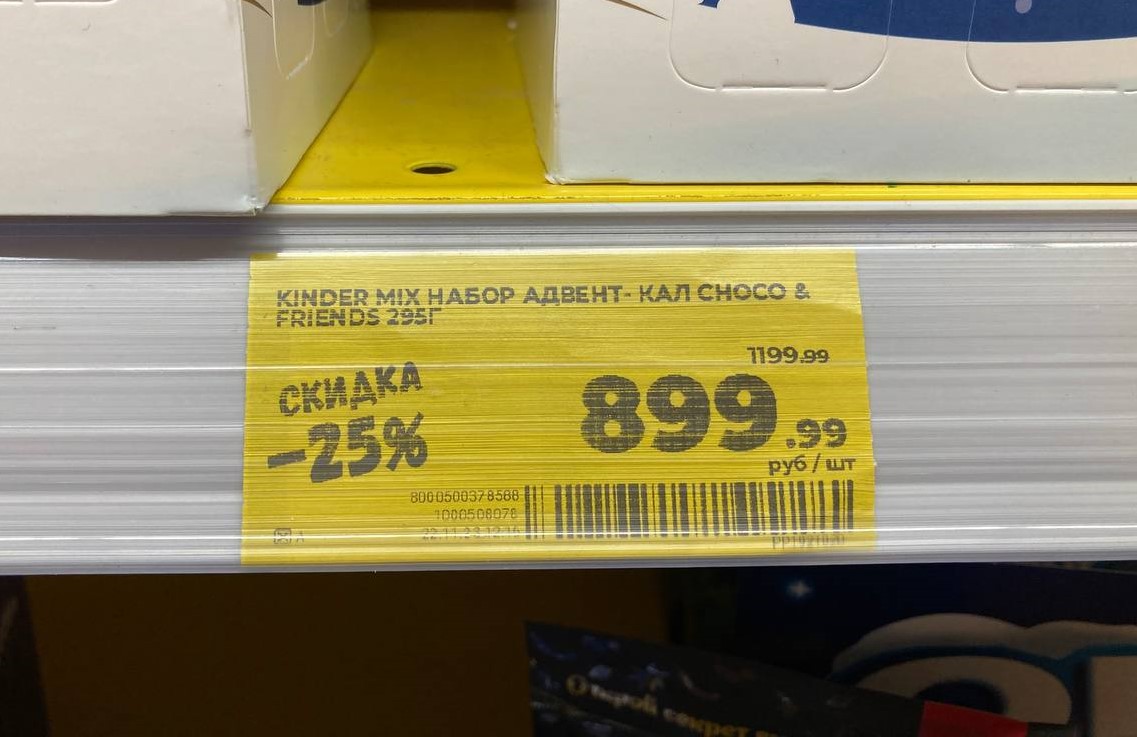 KINDER MIX НАБОР АДВЕНТ- КАЛ CHOCO &
FRIENDS 295Г
1199.99
СКИДКА
-25%
899.99
руб / шт
8000500378588
1000508078